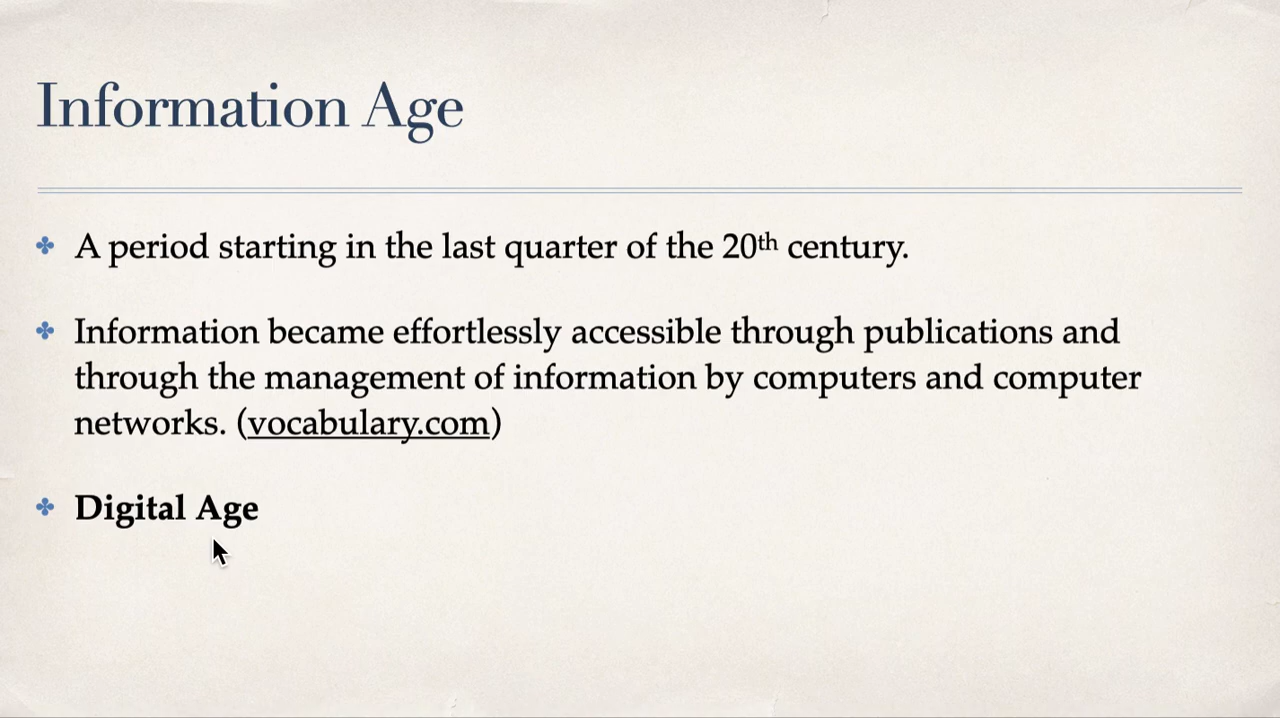 Information Age
A period starting in the last quarter of the 20th century.
Information became effortlessly accessible through publications and
through the management of information by computers and computer
networks. (vocabulary.com)
Digital Age